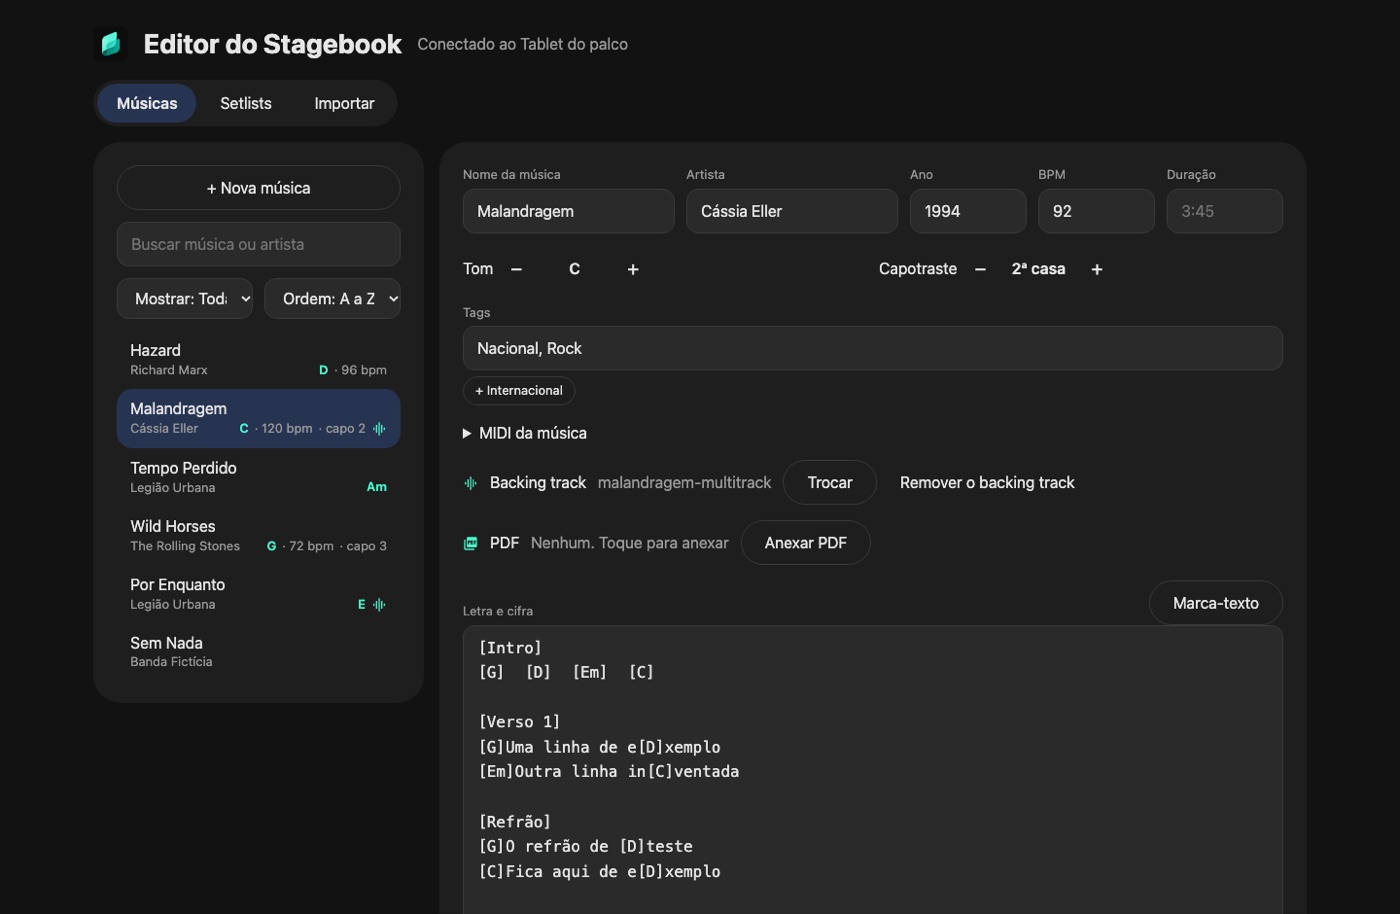 Editor do Stagebook Conectado ao Tablet do palco
Músicas Setlists Importar
+ Nova música
Buscar música ou artista
Mostrar: Toda Ordem: A a Z
Hazard
Richard Marx D · 96 bpm
Malandragem
Cássia Eller C · 120 bpm · capo 2
Tempo Perdido
Legião Urbana Am
Wild Horses
The Rolling Stones G · 72 bpm · capo 3
Por Enquanto
Legião Urbana E
Sem Nada
Banda Fictícia
Nome da música Artista Ano BPM Duração
Malandragem Cássia Eller 1994 92 3:45
Tom − C + Capotraste − 2ª casa +
Tags
Nacional, Rock
+ Internacional
MIDI da música
Backing track malandragem-multitrack Trocar Remover o backing track
PDF Nenhum. Toque para anexar Anexar PDF
Letra e cifra Marca-texto
[Intro]
[G] [D] [Em] [C]
[Verso 1]
[G]Uma linha de e[D]xemplo
[Em]Outra linha in[C]ventada
[Refrão]
[G]O refrão de [D]teste
[C]Fica aqui de e[D]xemplo